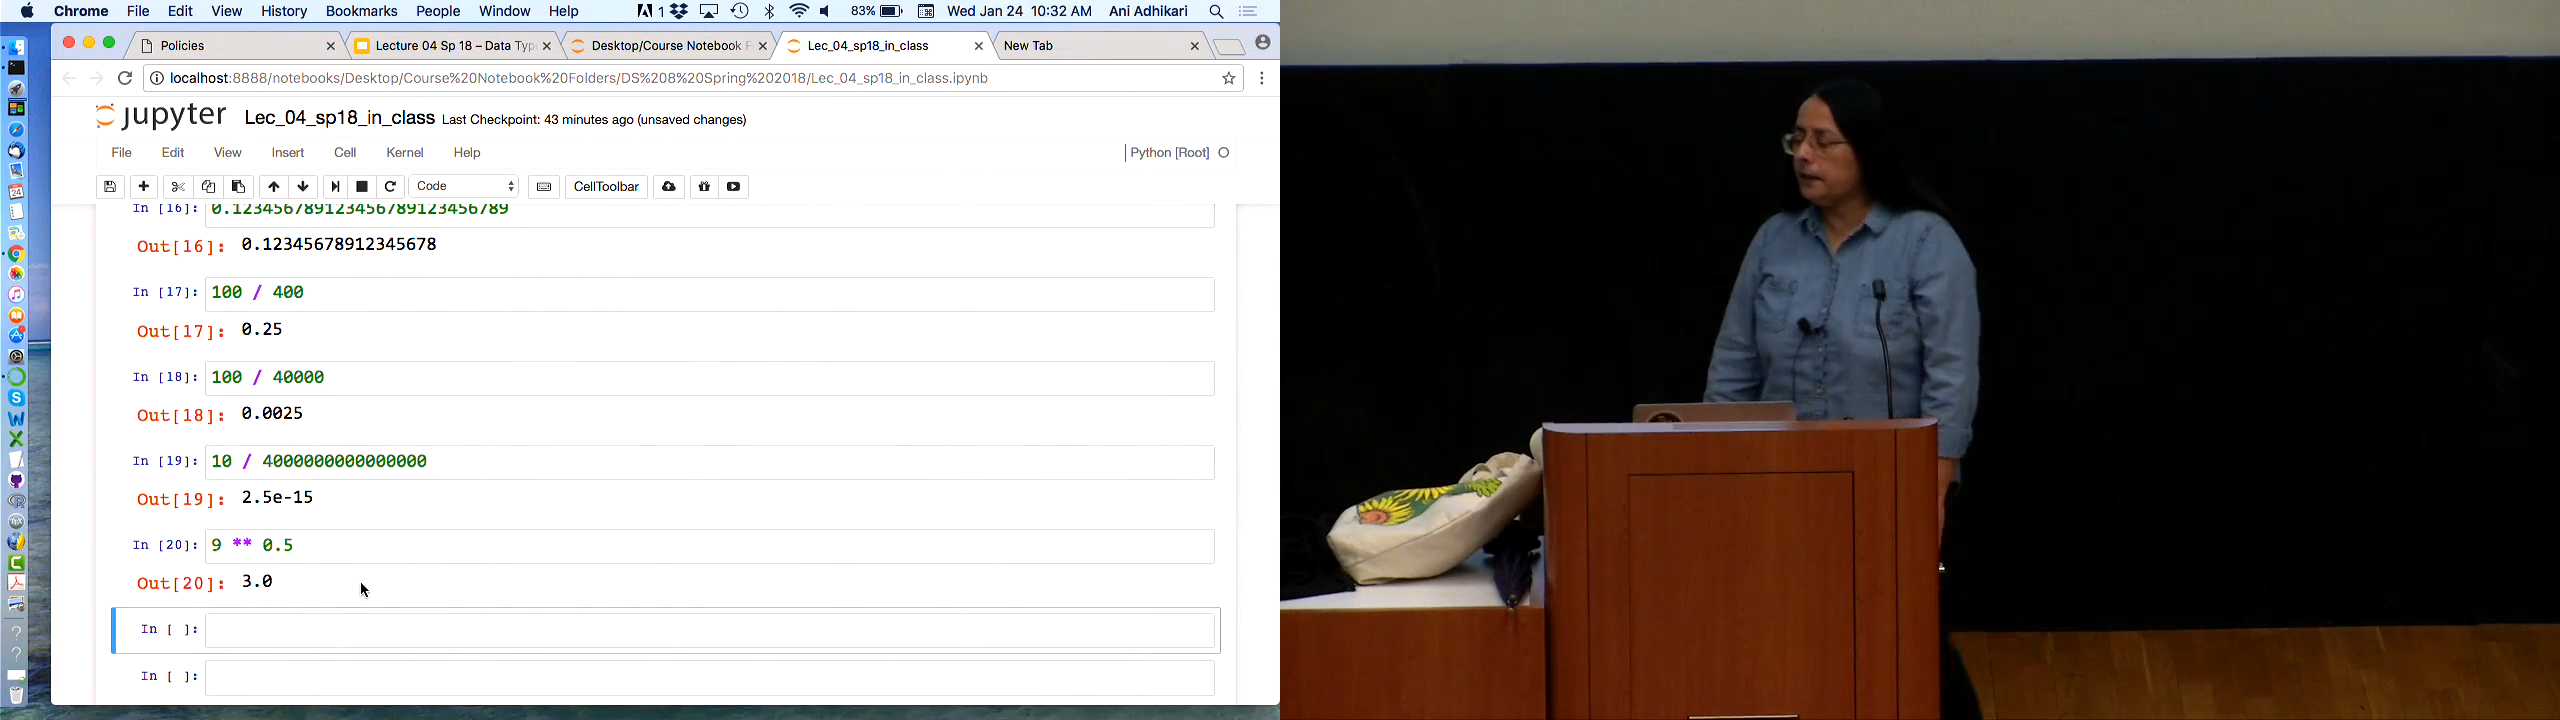 Chrome File Edit View History Bookmarks People Window Help 1 83% Wed Jan 24 10:32 AM Ani Adhikari
Policies Lecture 04 Sp 18 – Data Typ Desktop/Course Notebook F Lec_04_sp18_in_class New Tab
localhost:8888/notebooks/Desktop/Course%20Notebook%20Folders/DS%208%20Spring%202018/Lec_04_sp18_in_class.ipynb
jupyter Lec_04_sp18_in_class Last Checkpoint: 43 minutes ago (unsaved changes)
File Edit View Insert Cell Kernel Help Python [Root]
Code CellToolbar
In [16]: 0.123456789123456789123456789
Out[16]: 0.12345678912345678
In [17]: 100 / 400
Out[17]: 0.25
In [18]: 100 / 40000
Out[18]: 0.0025
In [19]: 10 / 4000000000000000
Out[19]: 2.5e-15
In [20]: 9 ** 0.5
Out[20]: 3.0
In [ ]:
In [ ]: